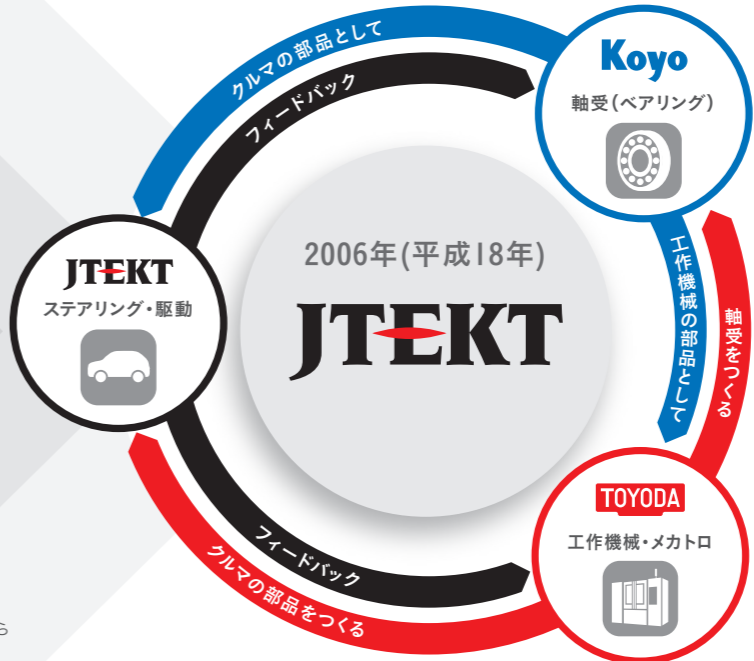 クルマの部品として
フィードバック
Koyo
軸受(ベアリング)
2006年(平成18年)
JTEKT
JTEKT
ステアリング・駆動
工作機械の部品として
軸受をつくる
TOYODA
工作機械・メカトロ
フィードバック
クルマの部品をつくる
ら